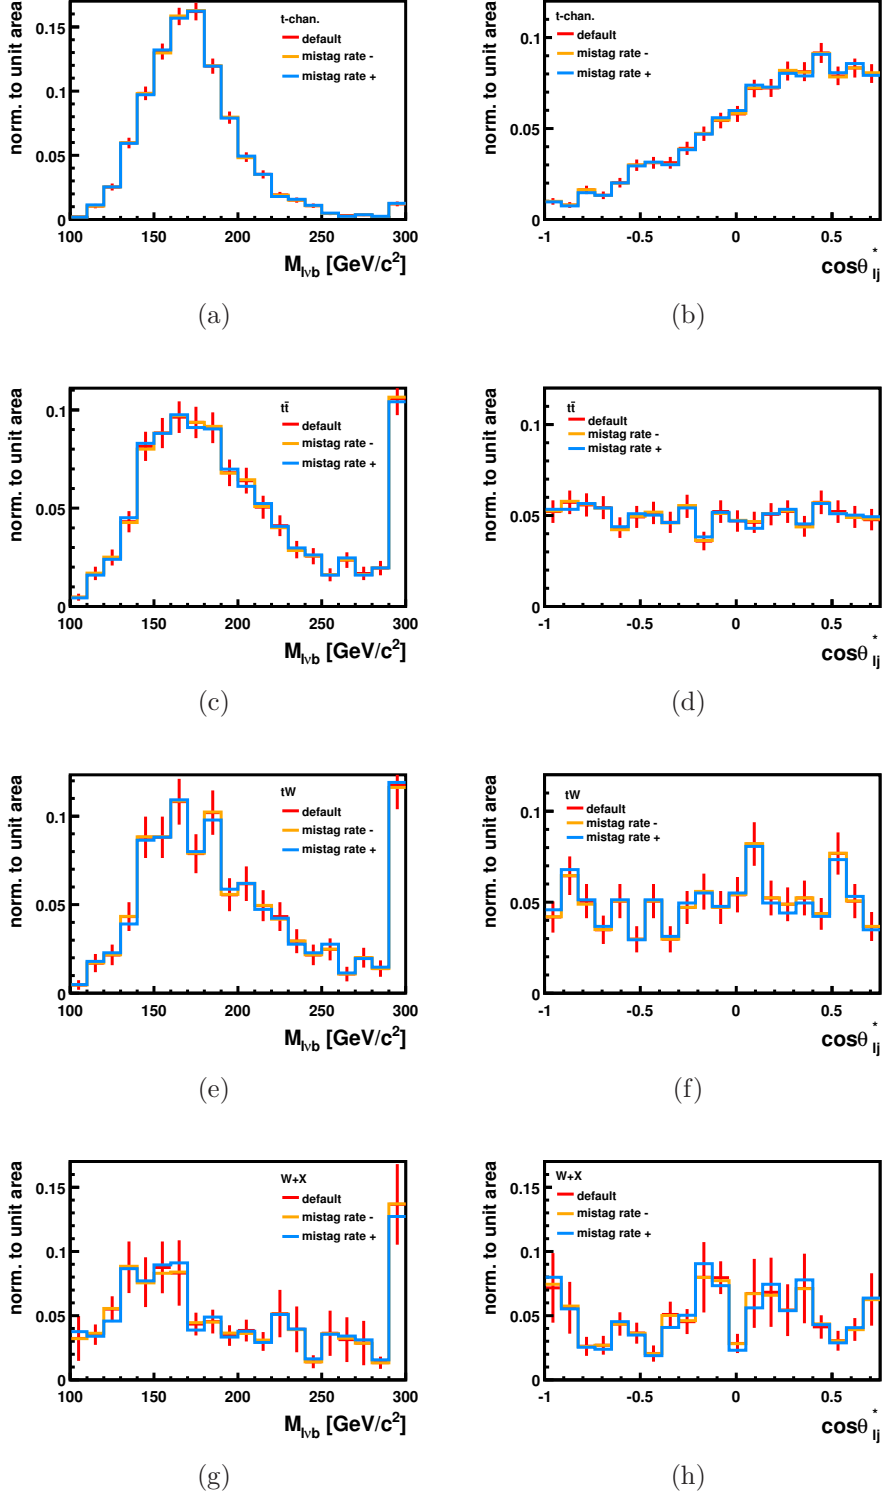 norm. to unit area
0.15
0.1
0.05
0
t-chan.
default
mistag rate -
mistag rate +
100 150 200 250 300
M_lνb [GeV/c²]
(a)
norm. to unit area
0.1
0.05
0
t-chan.
default
mistag rate -
mistag rate +
-1 -0.5 0 0.5
cosθ*_lj
(b)
norm. to unit area
0.1
0.05
0
tt̄
default
mistag rate -
mistag rate +
100 150 200 250 300
M_lνb [GeV/c²]
(c)
norm. to unit area
0.1
0.05
0
tt̄
default
mistag rate -
mistag rate +
-1 -0.5 0 0.5
cosθ*_lj
(d)
norm. to unit area
0.1
0.05
0
tW
default
mistag rate -
mistag rate +
100 150 200 250 300
M_lνb [GeV/c²]
(e)
norm. to unit area
0.1
0.05
0
tW
default
mistag rate -
mistag rate +
-1 -0.5 0 0.5
cosθ*_lj
(f)
norm. to unit area
0.15
0.1
0.05
0
W+X
default
mistag rate -
mistag rate +
100 150 200 250 300
M_lνb [GeV/c²]
(g)
norm. to unit area
0.15
0.1
0.05
0
W+X
default
mistag rate -
mistag rate +
-1 -0.5 0 0.5
cosθ*_lj
(h)